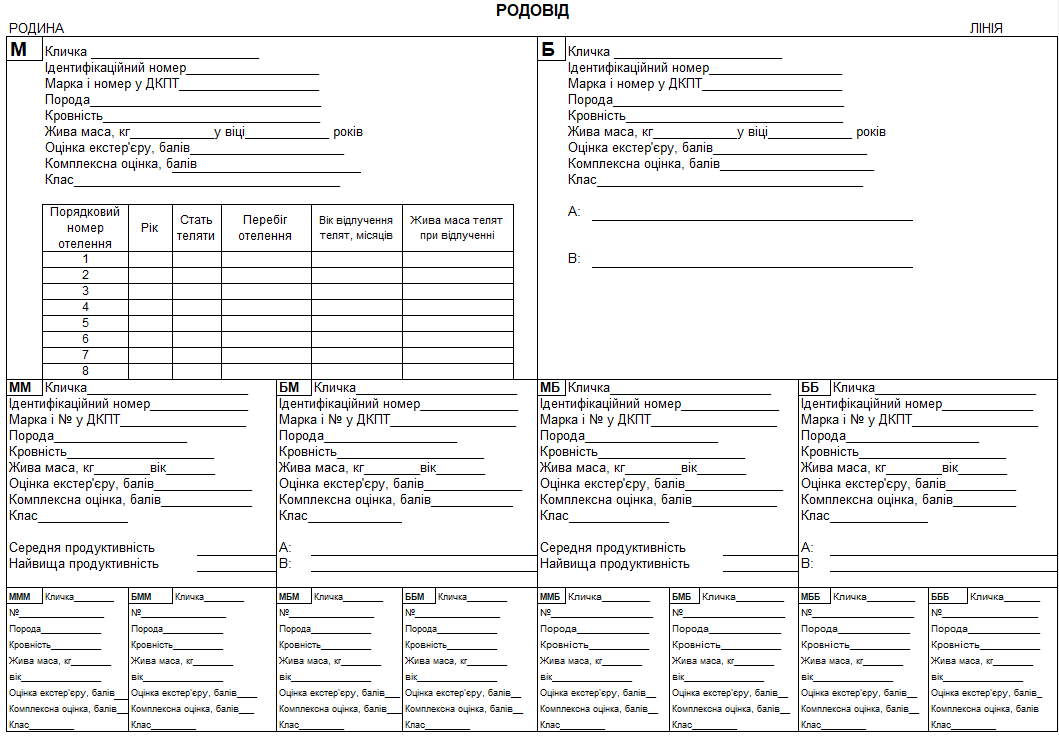 РОДОВІД
РОДИНА ЛІНІЯ
М Кличка
Ідентифікаційний номер
Марка і номер у ДКПТ
Порода
Кровність
Жива маса, кг у віці років
Оцінка екстер'єру, балів
Комплексна оцінка, балів
Клас
Порядковий номер отелення Рік Стать теляти Перебіг отелення Вік відлучення телят, місяців Жива маса телят при відлученні
1
2
3
4
5
6
7
8
Б Кличка
Ідентифікаційний номер
Марка і номер у ДКПТ
Порода
Кровність
Жива маса, кг у віці років
Оцінка екстер'єру, балів
Комплексна оцінка, балів
Клас
А:
В:
ММ Кличка
Ідентифікаційний номер
Марка і № у ДКПТ
Порода
Кровність
Жива маса, кг вік
Оцінка екстер'єру, балів
Комплексна оцінка, балів
Клас
Середня продуктивність
Найвища продуктивність
БМ Кличка
Ідентифікаційний номер
Марка і № у ДКПТ
Порода
Кровність
Жива маса, кг вік
Оцінка екстер'єру, балів
Комплексна оцінка, балів
Клас
А:
В:
МБ Кличка
Ідентифікаційний номер
Марка і № у ДКПТ
Порода
Кровність
Жива маса, кг вік
Оцінка екстер'єру, балів
Комплексна оцінка, балів
Клас
Середня продуктивність
Найвища продуктивність
ББ Кличка
Ідентифікаційний номер
Марка і № у ДКПТ
Порода
Кровність
Жива маса, кг вік
Оцінка екстер'єру, балів
Комплексна оцінка, балів
Клас
А:
В:
МММ Кличка
№
Порода
Кровність
Жива маса, кг
вік
Оцінка екстер'єру, балів
Комплексна оцінка, балів
Клас
БММ Кличка
№
Порода
Кровність
Жива маса, кг
вік
Оцінка екстер'єру, балів
Комплексна оцінка, балів
Клас
МБМ Кличка
№
Порода
Кровність
Жива маса, кг
вік
Оцінка екстер'єру, балів
Комплексна оцінка, балів
Клас
ББМ Кличка
№
Порода
Кровність
Жива маса, кг
вік
Оцінка екстер'єру, балів
Комплексна оцінка, балів
Клас
ММБ Кличка
№
Порода
Кровність
Жива маса, кг
вік
Оцінка екстер'єру, балів
Комплексна оцінка, балів
Клас
БМБ Кличка
№
Порода
Кровність
Жива маса, кг
вік
Оцінка екстер'єру, балів
Комплексна оцінка, балів
Клас
МББ Кличка
№
Порода
Кровність
Жива маса, кг
вік
Оцінка екстер'єру, балів
Комплексна оцінка, балів
Клас
БББ Кличка
№
Порода
Кровність
Жива маса, кг
вік
Оцінка екстер'єру, балів
Комплексна оцінка, балів
Клас